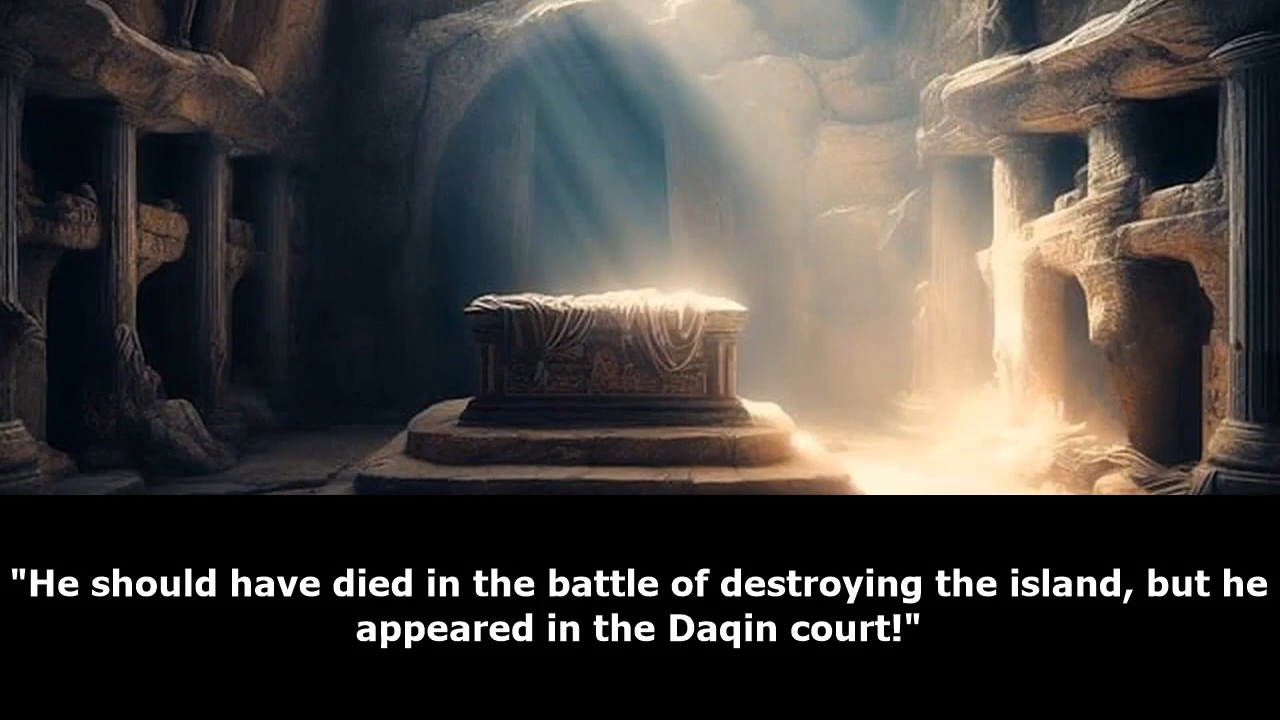 "He should have died in the battle of destroying the island, but he
appeared in the Daqin court!"